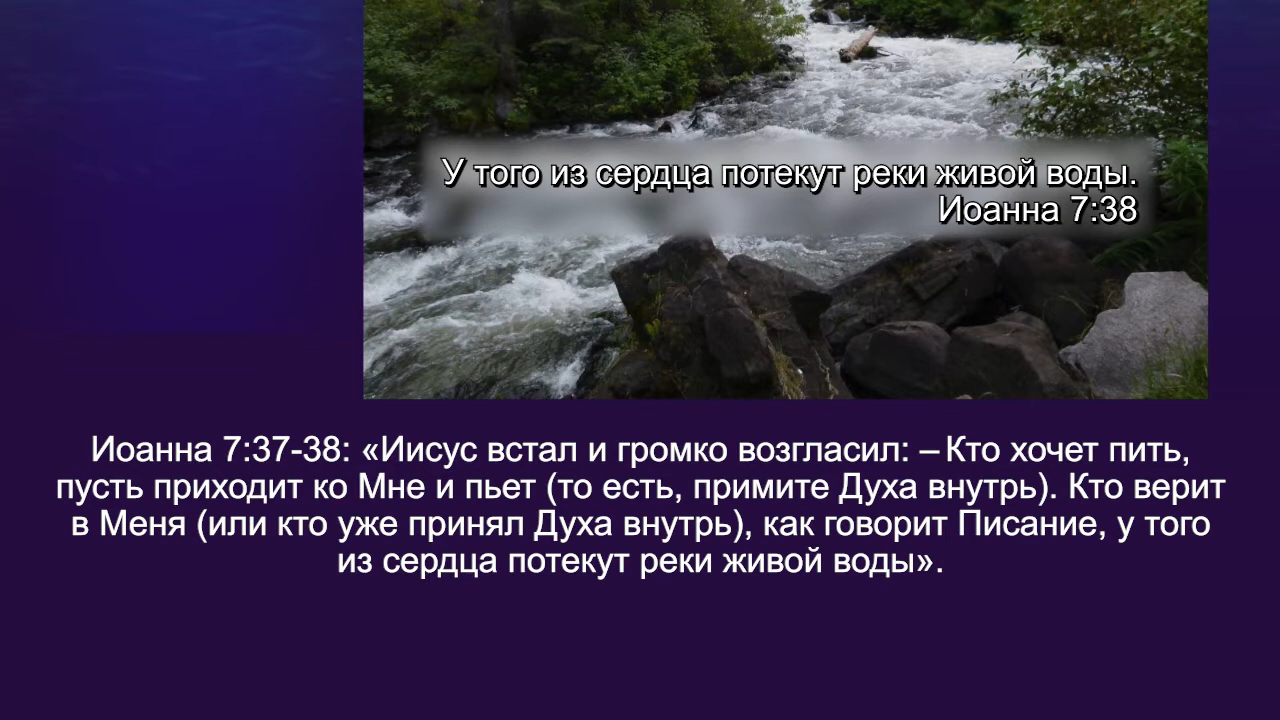 У того из сердца потекут реки живой воды.
Иоанна 7:38
Иоанна 7:37-38: «Иисус встал и громко возгласил: – Кто хочет пить,
пусть приходит ко Мне и пьет (то есть, примите Духа внутрь). Кто верит
в Меня (или кто уже принял Духа внутрь), как говорит Писание, у того
из сердца потекут реки живой воды».